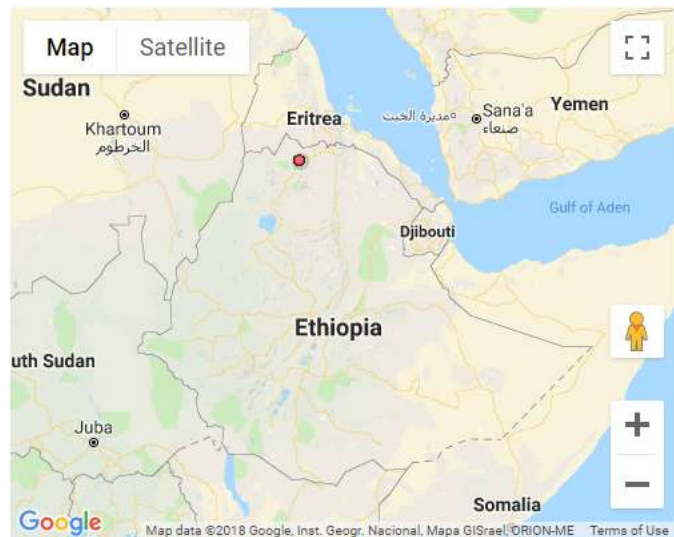 Map Satellite
Sudan
Khartoum
الخرطوم
Eritrea
مديرة الخبت
Sana'a
صنعاء
Yemen
Gulf of Aden
Djibouti
Ethiopia
uth Sudan
Juba
Somalia
Google
Map data ©2018 Google, Inst. Geogr. Nacional, Mapa GISrael, ORION-ME Terms of Use